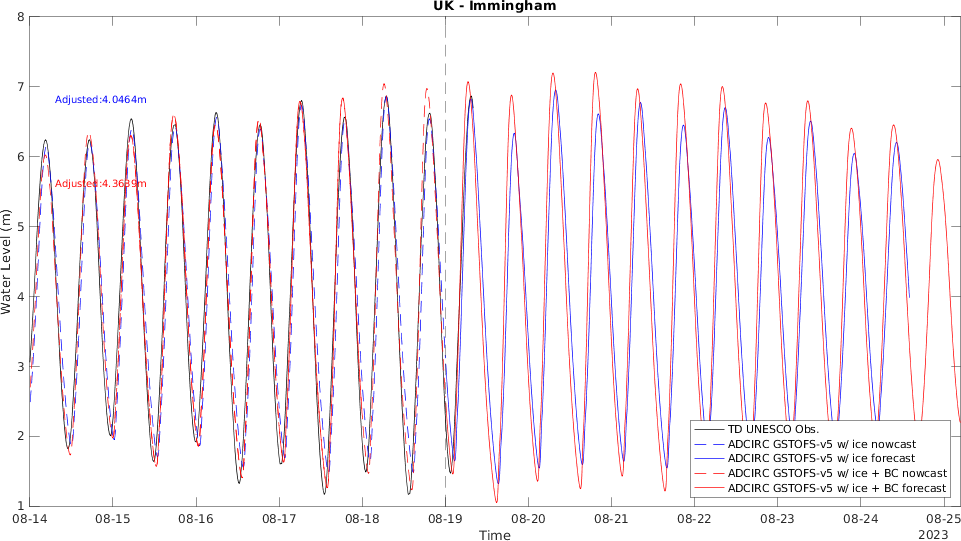 UK - Immingham
8
7
6
5
4
3
2
1
Water Level (m)
Adjusted:4.0464m
Adjusted:4.3639m
TD UNESCO Obs.
ADCIRC GSTOFS-v5 w/ ice nowcast
ADCIRC GSTOFS-v5 w/ ice forecast
ADCIRC GSTOFS-v5 w/ ice + BC nowcast
ADCIRC GSTOFS-v5 w/ ice + BC forecast
08-14 08-15 08-16 08-17 08-18 08-19 08-20 08-21 08-22 08-23 08-24 08-25
Time
2023